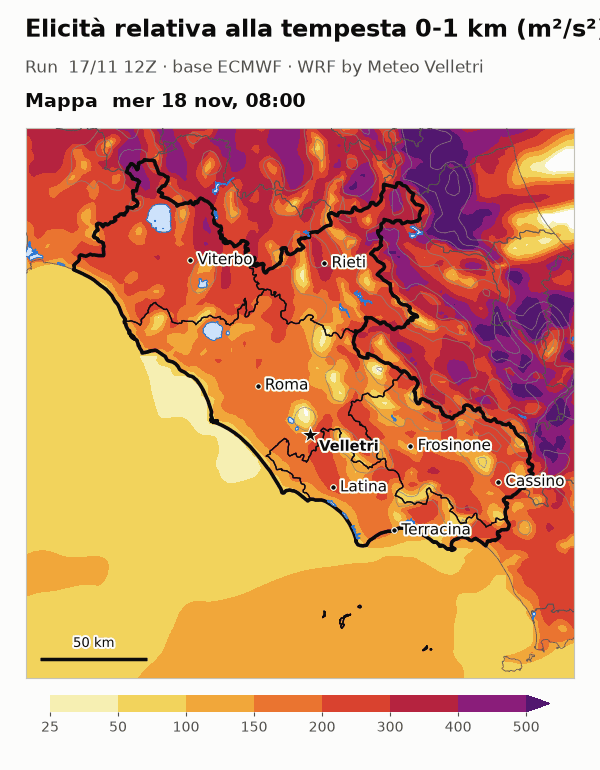 Elicità relativa alla tempesta 0-1 km (m²/s²)
Run 17/11 12Z · base ECMWF · WRF by Meteo Velletri
Mappa mer 18 nov, 08:00
Viterbo
Rieti
Roma
Velletri
Frosinone
Cassino
Latina
Terracina
50 km
25 50 100 150 200 300 400 500